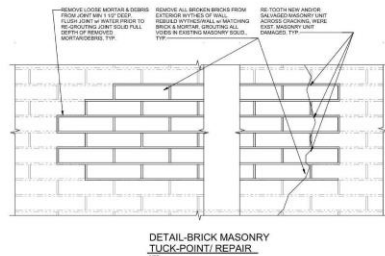 REMOVE LOOSE MORTAR & DEBRIS
FROM JOINT MIN 1 1/2" DEEP.
FLUSH JOINT w/ WATER PRIOR TO
RE-GROUTING JOINT SOLID FULL
DEPTH OF REMOVED
MORTAR/DEBRIS, TYP.
REMOVE ALL BROKEN BRICKS FROM
EXTERIOR WYTHES OF WALL.
REBUILD WYTHES/WALL w/ MATCHING
BRICK & MORTAR, GROUTING ALL
VOIDS IN EXISTING MASONRY SOLID,
TYP.
RE-TOOTH NEW AND/OR
SALVAGED MASONRY UNIT
ACROSS CRACKING, WERE
EXIST. MASONRY UNIT
DAMAGES, TYP.
DETAIL-BRICK MASONRY
TUCK-POINT/ REPAIR